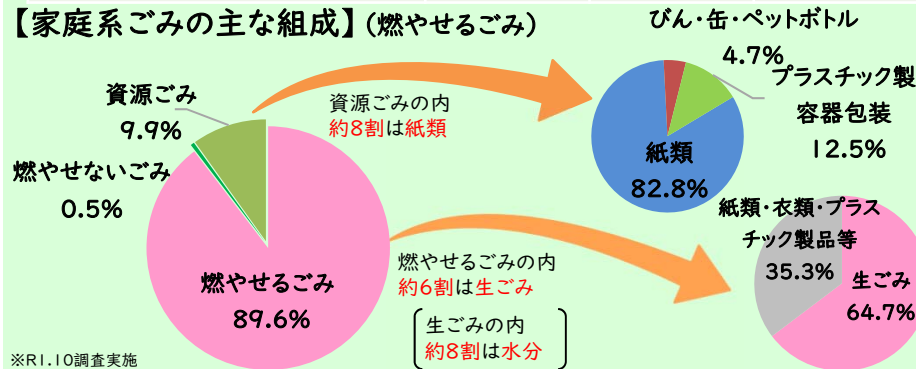 【家庭系ごみの主な組成】(燃やせるごみ)
資源ごみ
9.9%
燃やせないごみ
0.5%
燃やせるごみ
89.6%
資源ごみの内
約8割は紙類
びん・缶・ペットボトル
4.7%
プラスチック製
容器包装
12.5%
紙類
82.8%
燃やせるごみの内
約6割は生ごみ
生ごみの内
約8割は水分
紙類・衣類・プラス
チック製品等
35.3%
生ごみ
64.7%
※R1.10調査実施